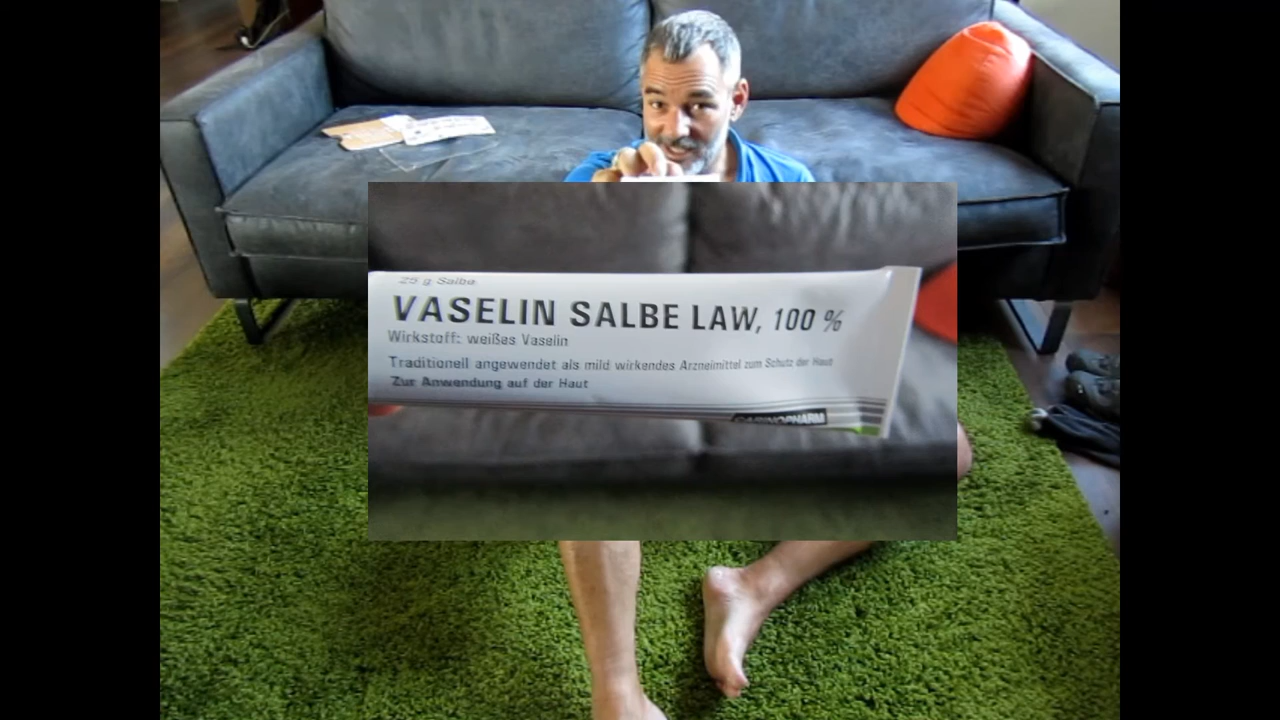 25 g Salbe
VASELIN SALBE LAW, 100 %
Wirkstoff: weißes Vaselin
Traditionell angewendet als mild wirkendes Arzneimittel zum Schutz der Haut
Zur Anwendung auf der Haut